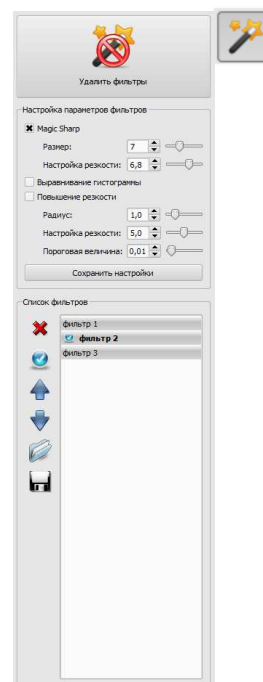 Удалить фильтры
Настройка параметров фильтров
Magic Sharp
Размер: 7
Настройка резкости: 6,8
Выравнивание гистограммы
Повышение резкости
Радиус: 1,0
Настройка резкости: 5,0
Пороговая величина: 0,01
Сохранить настройки
Список фильтров
фильтр 1
фильтр 2
фильтр 3